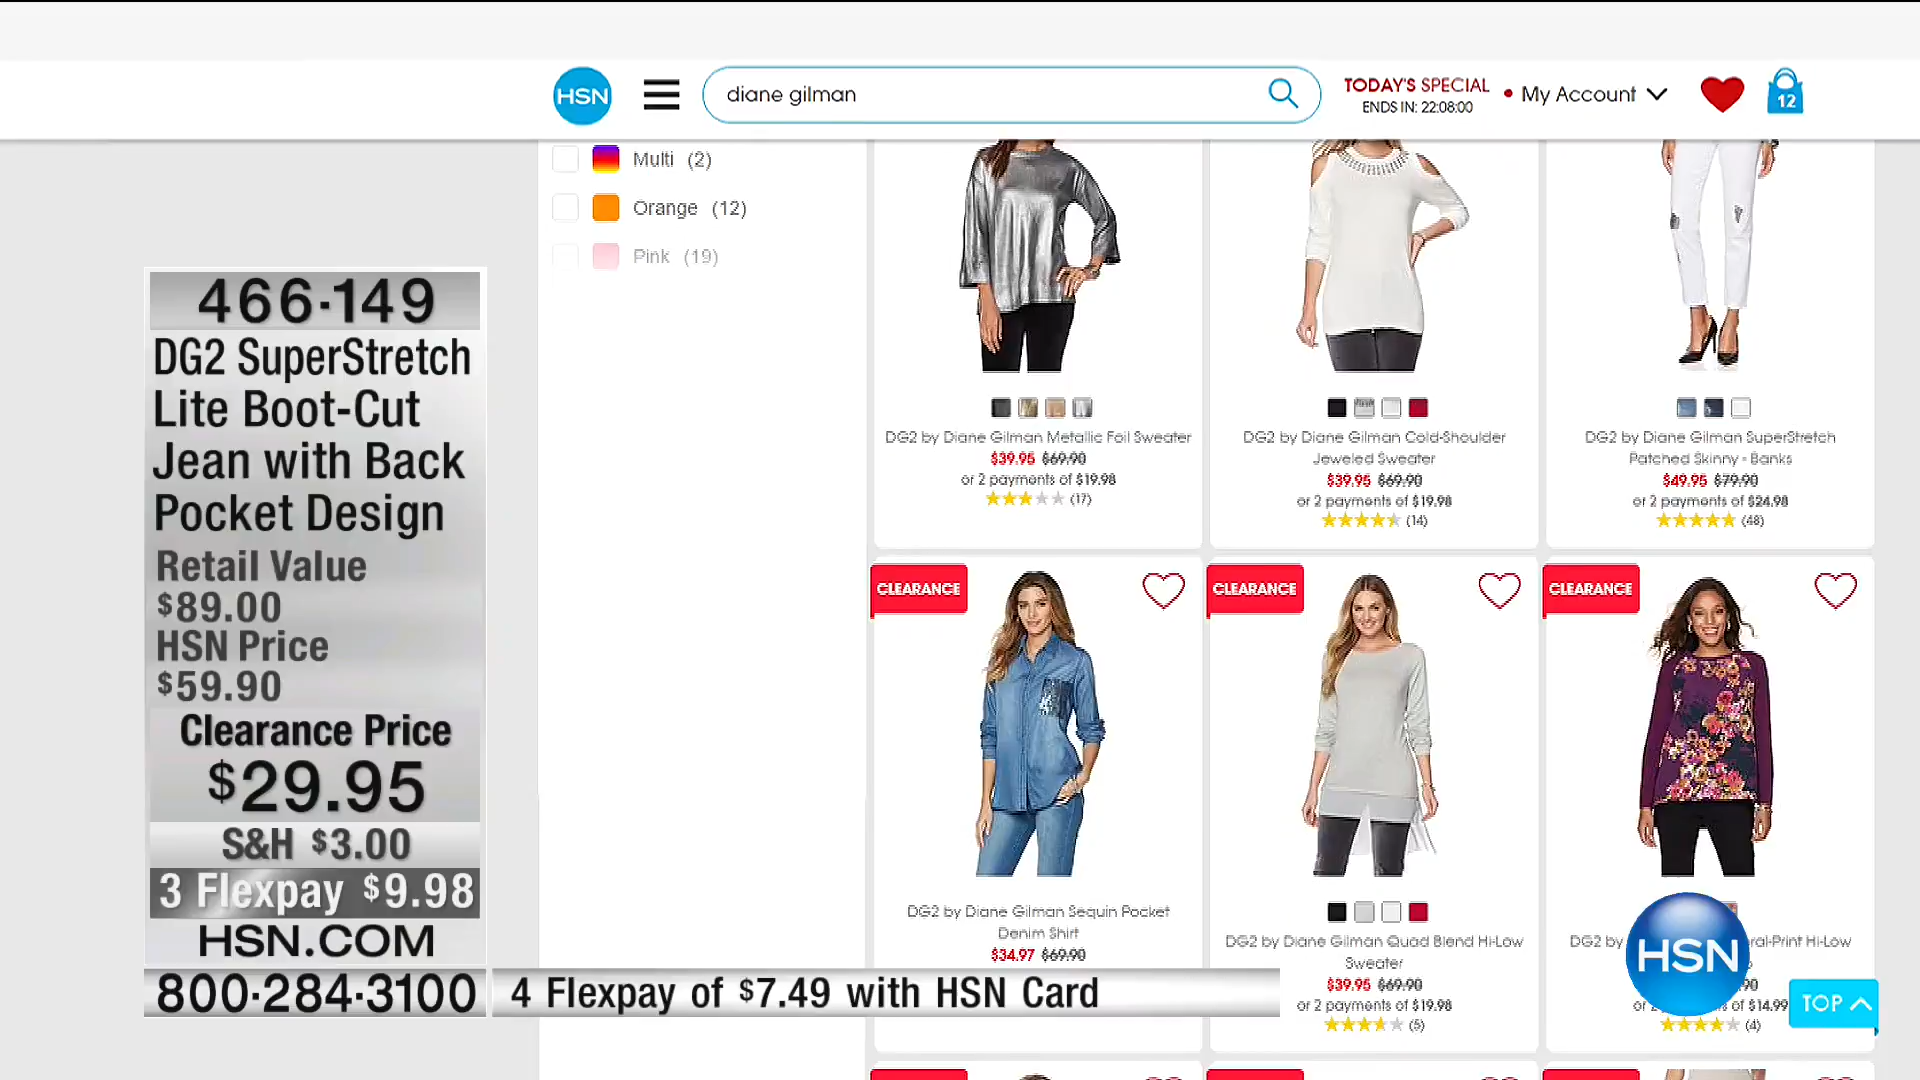 HSN
diane gilman
TODAY'S SPECIAL
ENDS IN: 22:08:00
My Account
12
Multi (2)
Orange (12)
Pink (19)
466·149
DG2 SuperStretch
Lite Boot-Cut
Jean with Back
Pocket Design
Retail Value
$89.00
HSN Price
$59.90
Clearance Price
$29.95
S&H $3.00
3 Flexpay $9.98
HSN.COM
800·284·3100
4 Flexpay of $7.49 with HSN Card
DG2 by Diane Gilman Metallic Foil Sweater
$39.95 $69.90
or 2 payments of $19.98
(17)
DG2 by Diane Gilman Cold-Shoulder
Jeweled Sweater
$39.95 $69.90
or 2 payments of $19.98
(14)
DG2 by Diane Gilman SuperStretch
Patched Skinny - Banks
$49.95 $79.90
or 2 payments of $24.98
(48)
CLEARANCE
DG2 by Diane Gilman Sequin Pocket
Denim Shirt
$34.97 $69.90
CLEARANCE
DG2 by Diane Gilman Quad Blend Hi-Low
Sweater
$39.95 $69.90
or 2 payments of $19.98
(5)
CLEARANCE
DG2 by
Hi-Low
of $14.99
(4)
HSN
TOP